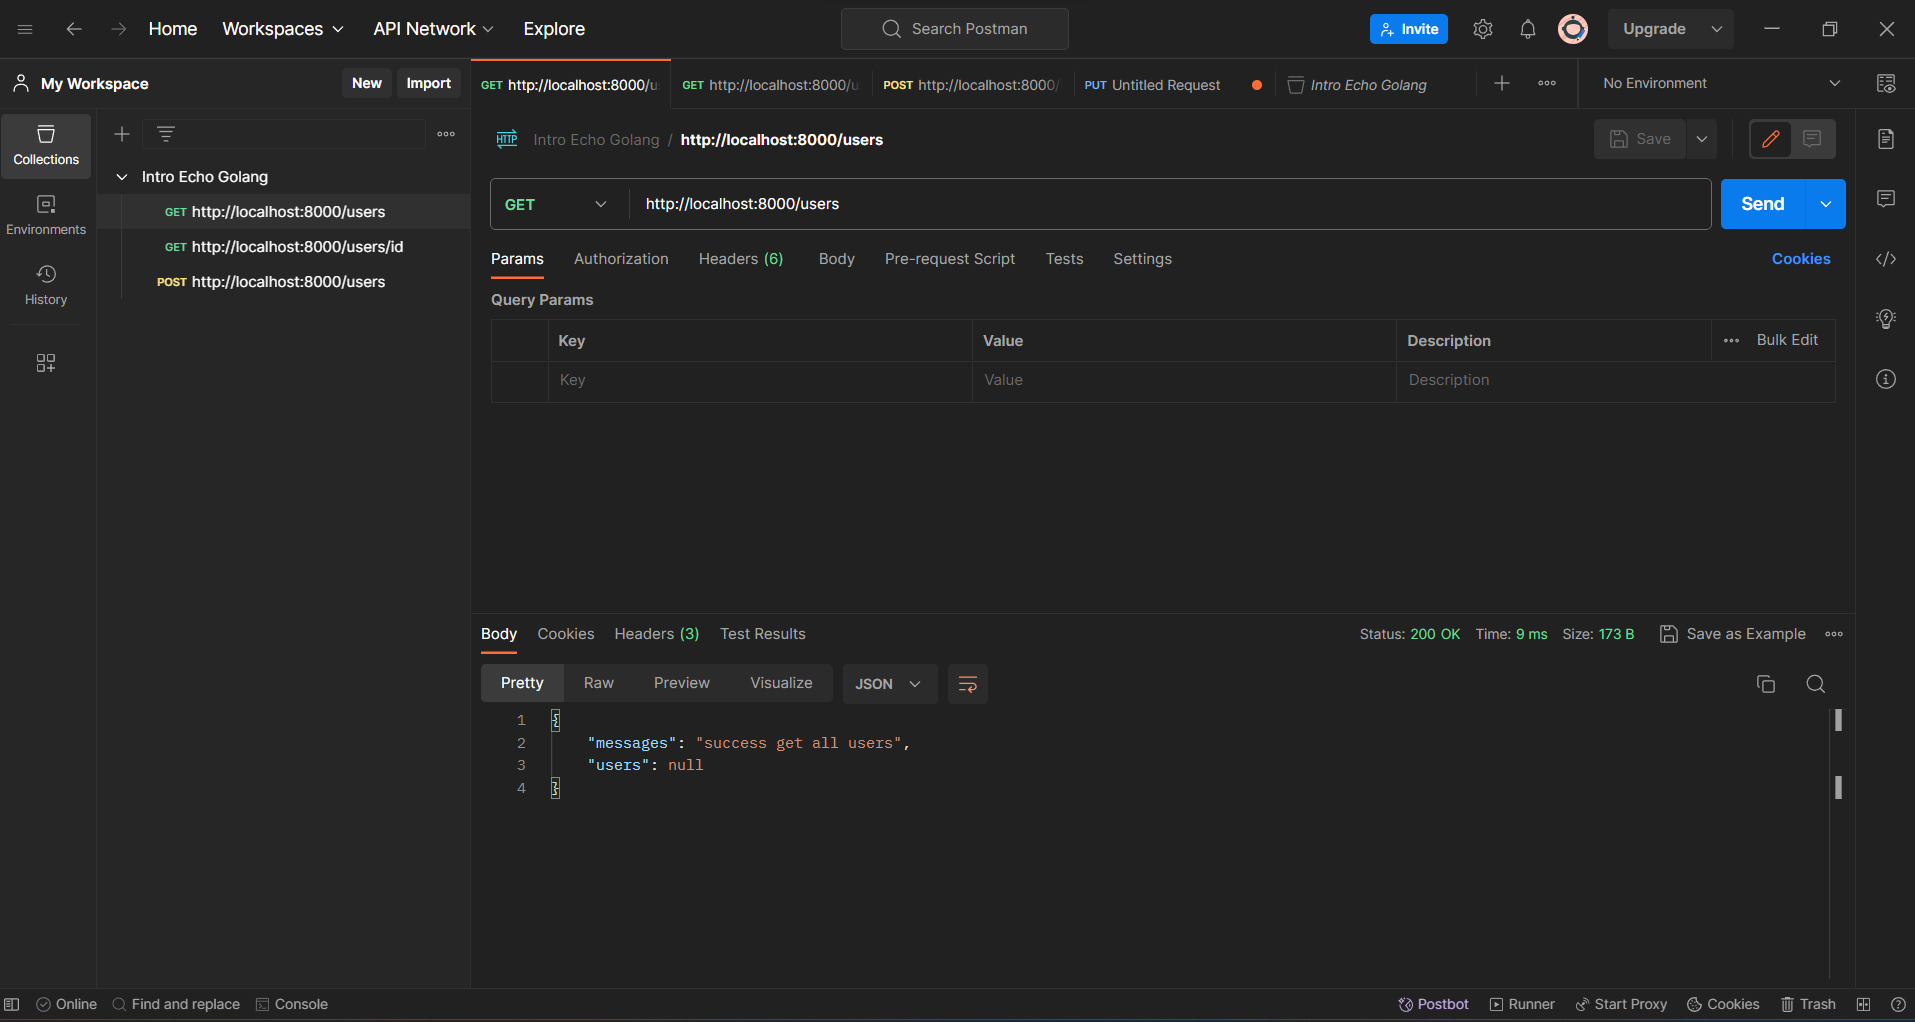 Home Workspaces API Network Explore Search Postman Invite Upgrade
My Workspace New Import
GET http://localhost:8000/u GET http://localhost:8000/u POST http://localhost:8000/ PUT Untitled Request Intro Echo Golang No Environment
Collections
Environments
History
Intro Echo Golang
GET http://localhost:8000/users
GET http://localhost:8000/users/id
POST http://localhost:8000/users
HTTP Intro Echo Golang / http://localhost:8000/users Save
GET http://localhost:8000/users Send
Params Authorization Headers (6) Body Pre-request Script Tests Settings Cookies
Query Params
Key Value Description Bulk Edit
Key Value Description
Body Cookies Headers (3) Test Results Status: 200 OK Time: 9 ms Size: 173 B Save as Example
Pretty Raw Preview Visualize JSON
1 {
2 "messages": "success get all users",
3 "users": null
4 }
Online Find and replace Console Postbot Runner Start Proxy Cookies Trash